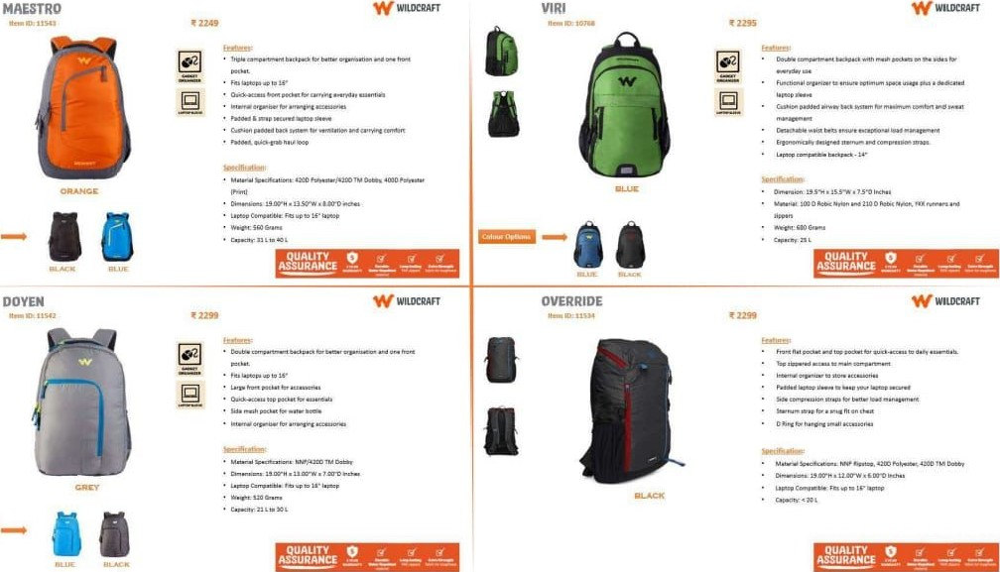 MAESTRO
WILDCRAFT
Item ID: 11543
₹ 2249
GADGET
ORGANIZER
LAPTOP SLEEVE
Features:
• Triple compartment backpack for better organisation and one front
pocket.
• Fits laptops up to 16"
• Quick-access front pocket for carrying everyday essentials
• Internal organiser for arranging accessories
• Padded & strap secured laptop sleeve
• Cushion padded back system for ventilation and carrying comfort
• Padded, quick-grab haul loop
Specification:
• Material Specifications: 420D Polyester/420D TM Dobby, 400D Polyester
(Print)
• Dimensions: 19.00"H x 13.50"W x 8.00"D inches
• Laptop Compatible: Fits up to 16" laptop
• Weight: 560 Grams
• Capacity: 31 L to 40 L
ORANGE
BLACK
BLUE
QUALITY
ASSURANCE
VIRI
WILDCRAFT
Item ID: 10768
₹ 2295
GADGET
ORGANIZER
LAPTOP SLEEVE
Features:
• Double compartment backpack with mesh pockets on the sides for
everyday use
• Functional organizer to ensure optimum space usage plus a dedicated
laptop sleeve
• Cushion padded airway back system for maximum comfort and sweat
management
• Detachable waist belts ensure exceptional load management
• Ergonomically designed sternum and compression straps.
• Laptop compatible backpack - 14"
Specification:
• Dimension: 19.5"H x 15.5"W x 7.5"D Inches
• Material: 100 D Robic Nylon and 210 D Robic Nylon, YKK runners and
zippers
• Weight: 680 Grams
• Capacity: 25 L
BLUE
Colour Options
BLUE
BLACK
QUALITY
ASSURANCE
DOYEN
WILDCRAFT
Item ID: 11542
₹ 2299
GADGET
ORGANIZER
LAPTOP SLEEVE
Features:
• Double compartment backpack for better organisation and one front
pocket.
• Fits laptops up to 16"
• Large front pocket for accessories
• Quick-access top pocket for essentials
• Side mesh pocket for water bottle
• Internal organiser for arranging accessories
Specification:
• Material Specifications: NNP/420D TM Dobby
• Dimensions: 19.00"H x 13.00"W x 7.00"D Inches
• Laptop Compatible: Fits up to 16" laptop
• Weight: 520 Grams
• Capacity: 21 L to 30 L
GREY
BLUE
BLACK
QUALITY
ASSURANCE
OVERRIDE
WILDCRAFT
Item ID: 11534
₹ 2299
Features:
• Front flat pocket and top pocket for quick-access to daily essentials.
• Top zippered access to main compartment
• Internal organizer to store accessories
• Padded laptop sleeve to keep your laptop secured
• Side compression straps for better load management
• Sternum strap for a snug fit on chest
• D Ring for hanging small accessories
Specification:
• Material Specifications: NNP Ripstop, 420D Polyester, 420D TMI Dobby
• Dimensions: 19.00"H x 12.00"W x 6.00"D Inches
• Laptop Compatible: Fits up to 16" laptop
• Capacity: < 20 L
BLACK
QUALITY
ASSURANCE